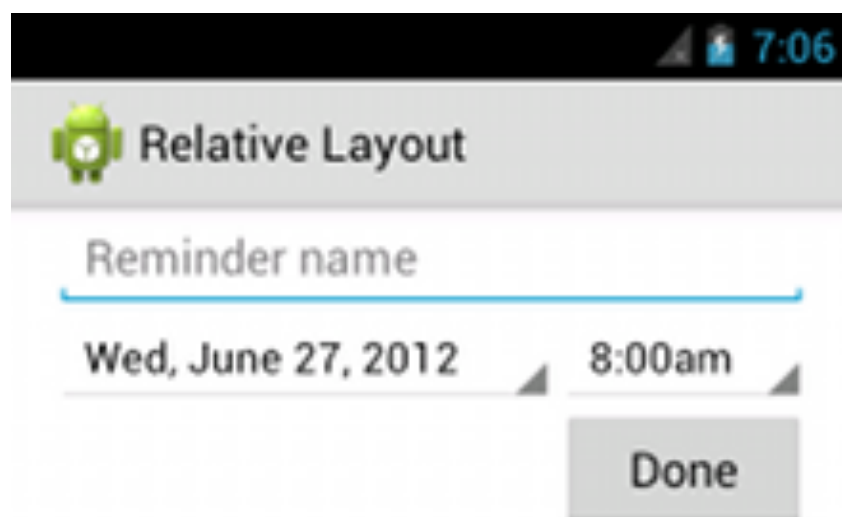 7:06
Relative Layout
Reminder name
Wed, June 27, 2012 8:00am
Done